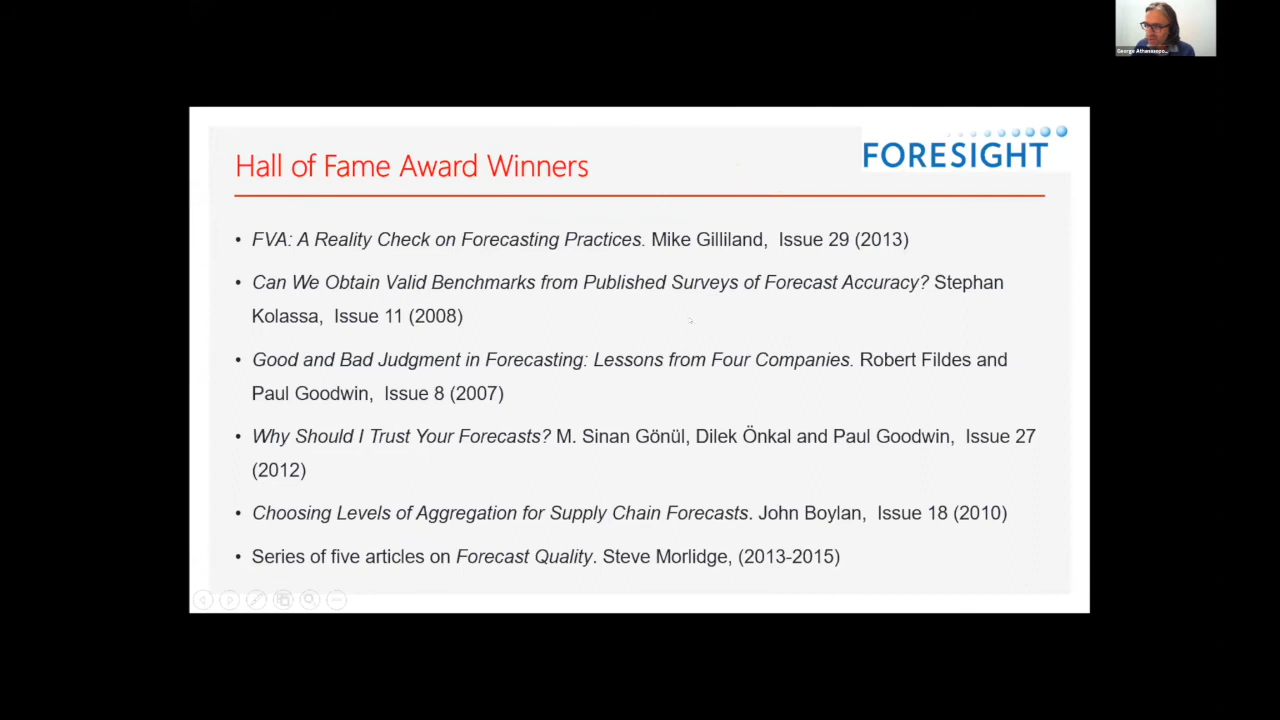 George Athanasopo...
FORESIGHT
Hall of Fame Award Winners
• FVA: A Reality Check on Forecasting Practices. Mike Gilliland, Issue 29 (2013)
• Can We Obtain Valid Benchmarks from Published Surveys of Forecast Accuracy? Stephan
Kolassa, Issue 11 (2008)
• Good and Bad Judgment in Forecasting: Lessons from Four Companies. Robert Fildes and
Paul Goodwin, Issue 8 (2007)
• Why Should I Trust Your Forecasts? M. Sinan Gönül, Dilek Önkal and Paul Goodwin, Issue 27
(2012)
• Choosing Levels of Aggregation for Supply Chain Forecasts. John Boylan, Issue 18 (2010)
• Series of five articles on Forecast Quality. Steve Morlidge, (2013-2015)